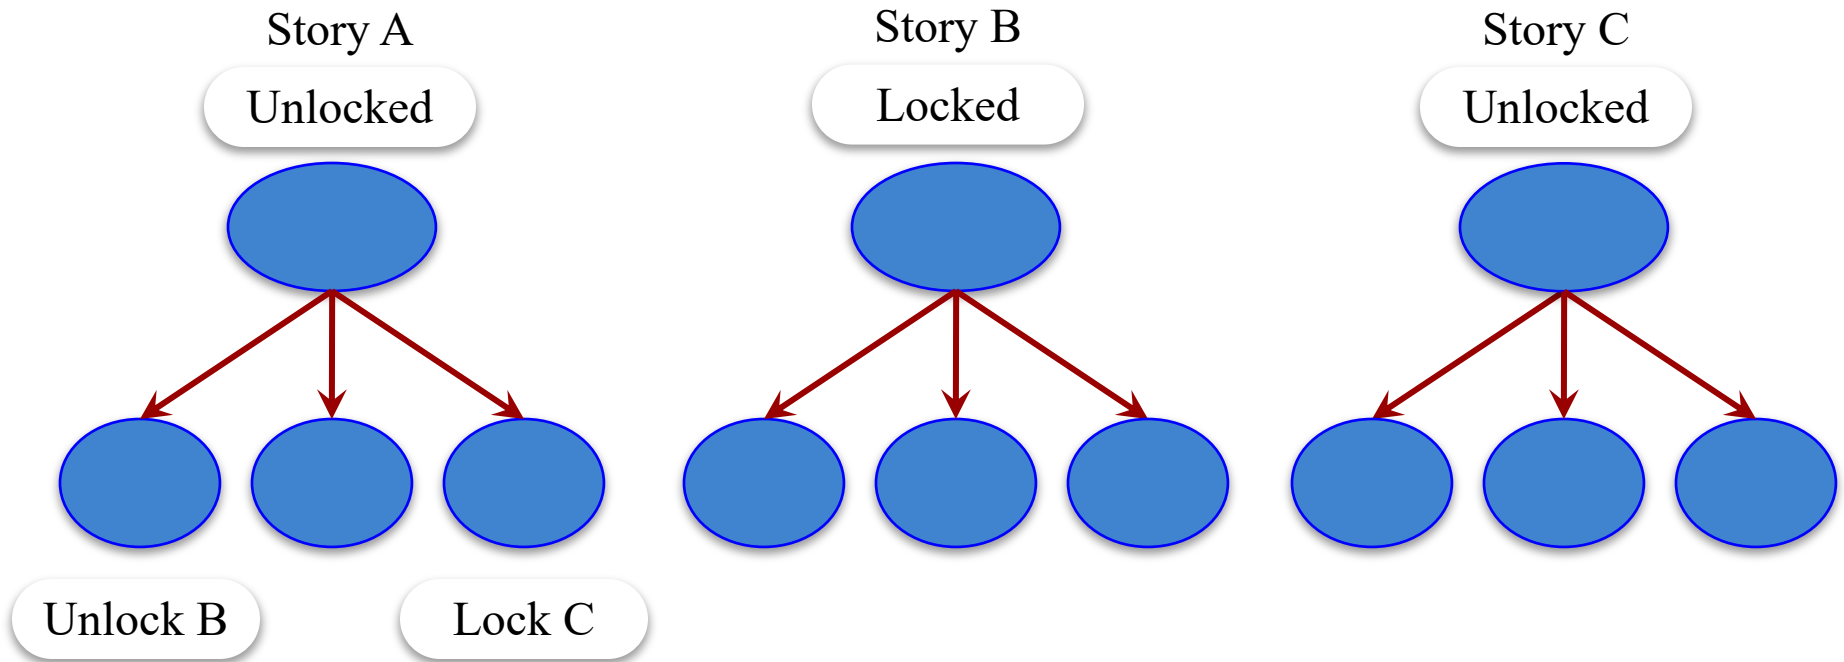 Story A
Story B
Story C
Unlocked
Locked
Unlocked
Unlock B
Lock C